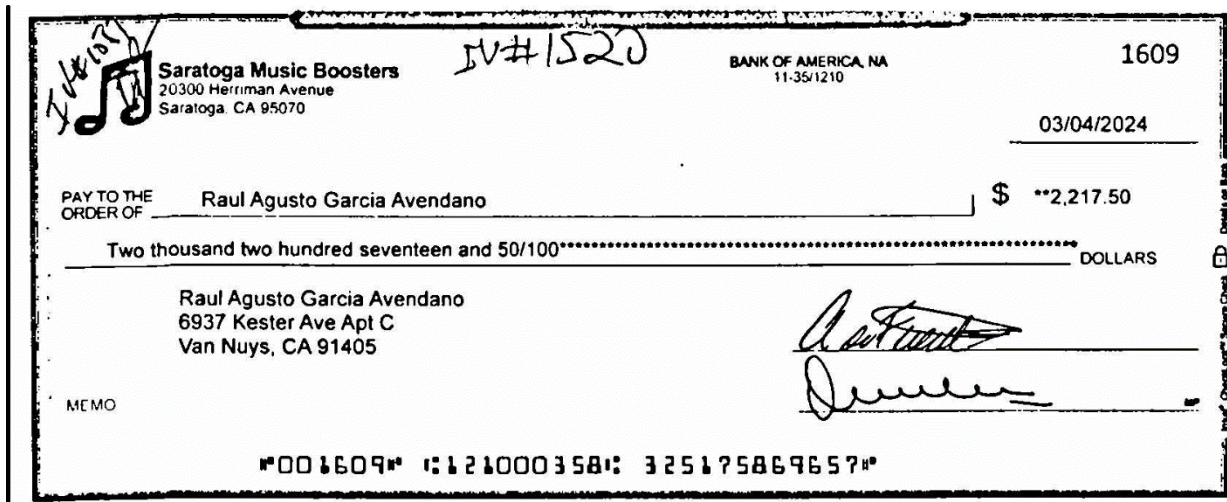 IV#1520
Saratoga Music Boosters
20300 Herriman Avenue
Saratoga, CA 95070
BANK OF AMERICA, NA
11-35/1210
1609
03/04/2024
PAY TO THE
ORDER OF Raul Agusto Garcia Avendano $ **2,217.50
Two thousand two hundred seventeen and 50/100****************************************************************** DOLLARS
Raul Agusto Garcia Avendano
6937 Kester Ave Apt C
Van Nuys, CA 91405
MEMO
⑈001609⑈ ⑆121000358⑆ 325175869657⑈
Details on Back